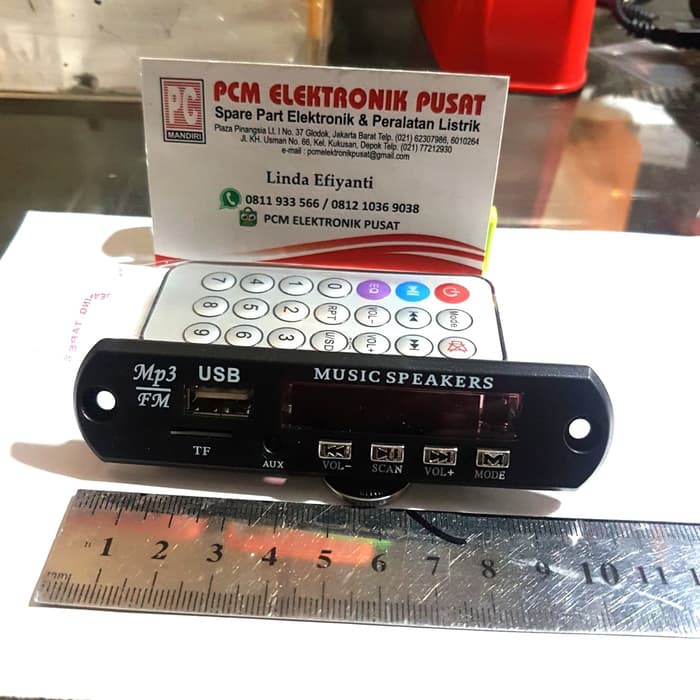 PC
MANDIRI
PCM ELEKTRONIK PUSAT
Spare Part Elektronik & Peralatan Listrik
Plaza Pinangsia Lt. I No. 37 Glodok, Jakarta Barat Telp. (021) 62307986, 6010264
Jl. KH. Usman No. 66, Kel. Kukusan, Depok Telp. (021) 77212930
e-mail : pcmelektronikpusat@gmail.com
Linda Efiyanti
0811 933 566 / 0812 1036 9038
PCM ELEKTRONIK PUSAT
7 4 1 0 EQ
8 5 2 RPT VOL- Mode
9 6 3 U/SD VOL+
Mp3
FM
USB
MUSIC SPEAKERS
TF
AUX
VOL-
SCAN
VOL+
MODE
1 2 3 4 5 6 7 8 9 10 11
mm